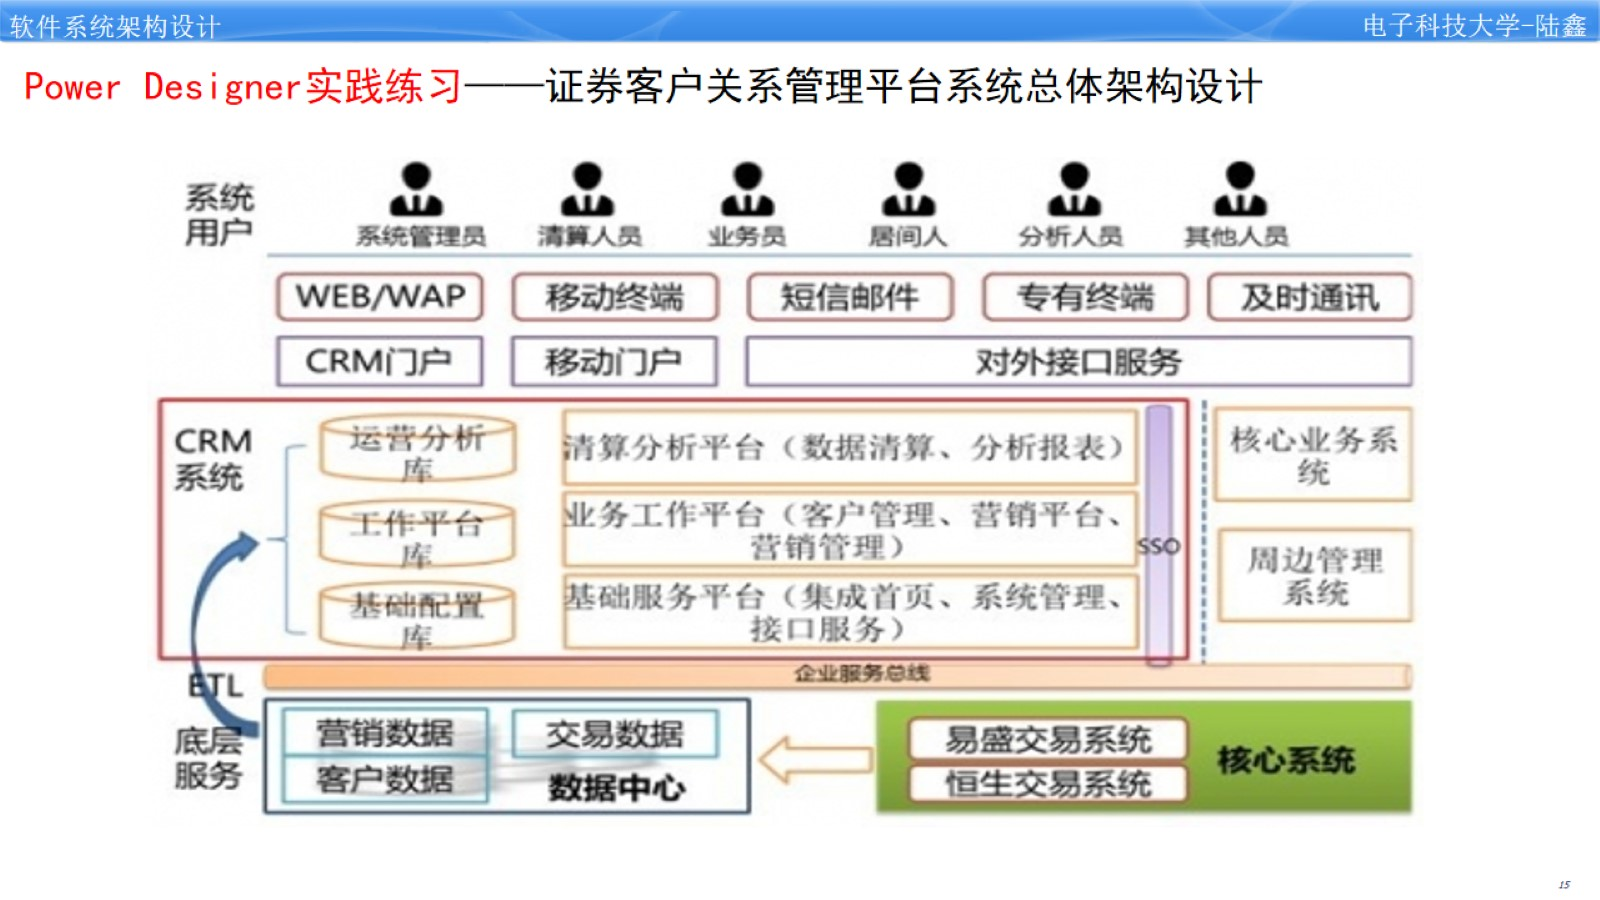 软件系统架构设计
电子科技大学-陆鑫
Power Designer实践练习——证券客户关系管理平台系统总体架构设计
系统
用户
系统管理员
清算人员
业务员
居间人
分析人员
其他人员
WEB/WAP
移动终端
短信邮件
专有终端
及时通讯
CRM门户
移动门户
对外接口服务
CRM
系统
运营分析
库
工作平台
库
基础配置
库
清算分析平台（数据清算、分析报表）
业务工作平台（客户管理、营销平台、
营销管理）
基础服务平台（集成首页、系统管理、
接口服务）
SSO
核心业务系
统
周边管理
系统
ETL
企业服务总线
底层
服务
营销数据
客户数据
交易数据
数据中心
易盛交易系统
恒生交易系统
核心系统
15